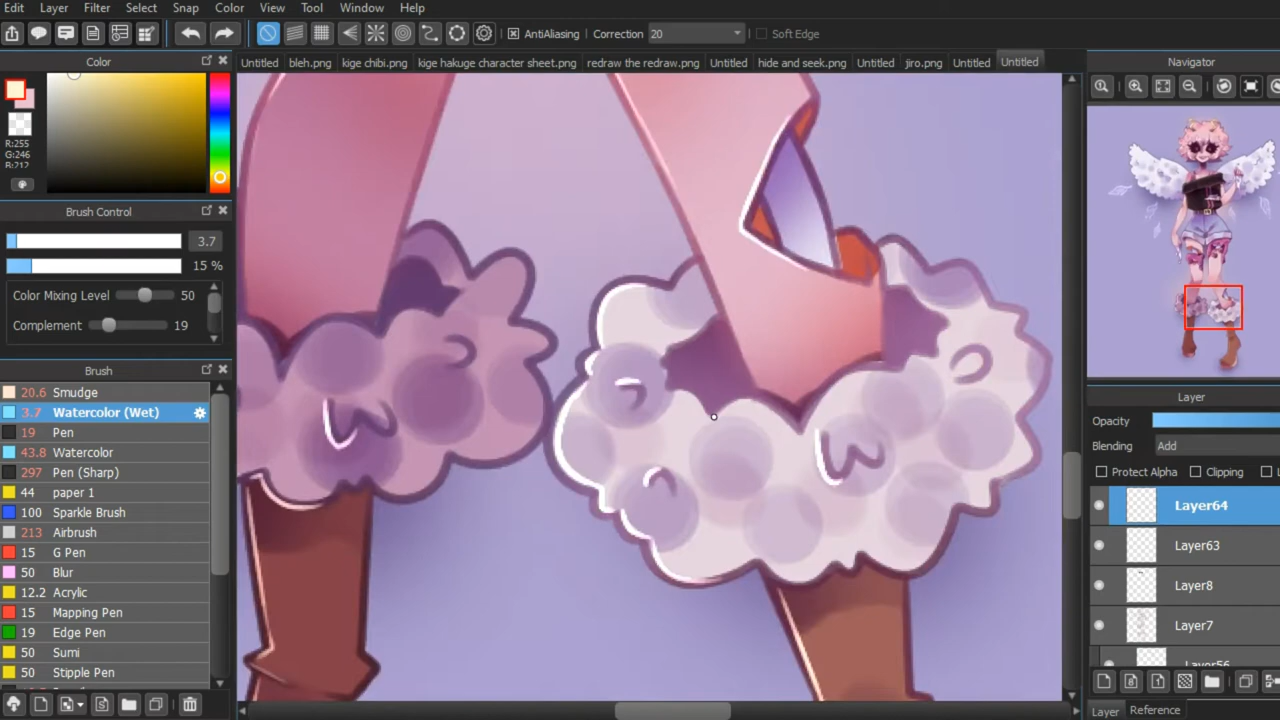 Edit Layer Filter Select Snap Color View Tool Window Help
AntiAliasing Correction 20 Soft Edge
Color
Untitled bleh.png kige chibi.png kige hakuge character sheet.png redraw the redraw.png Untitled hide and seek.png Untitled jiro.png Untitled Untitled
Navigator
R:255
G:246
B:212
Brush Control
3.7
15 %
Color Mixing Level 50
Complement 19
Brush
20.6 Smudge
3.7 Watercolor (Wet)
19 Pen
43.8 Watercolor
297 Pen (Sharp)
44 paper 1
100 Sparkle Brush
213 Airbrush
15 G Pen
50 Blur
12.2 Acrylic
15 Mapping Pen
19 Edge Pen
50 Sumi
50 Stipple Pen
Layer
Opacity
Blending Add
Protect Alpha Clipping
Layer64
Layer63
Layer8
Layer7
Layer56
Layer Reference